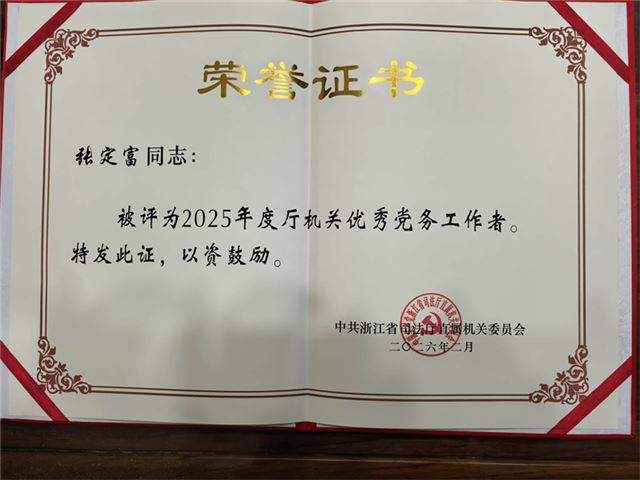 荣誉证书
张定富同志：
被评为2025年度厅机关优秀党务工作者。
特发此证，以资鼓励。
中共浙江省司法厅直属机关委员会
二〇二六年二月